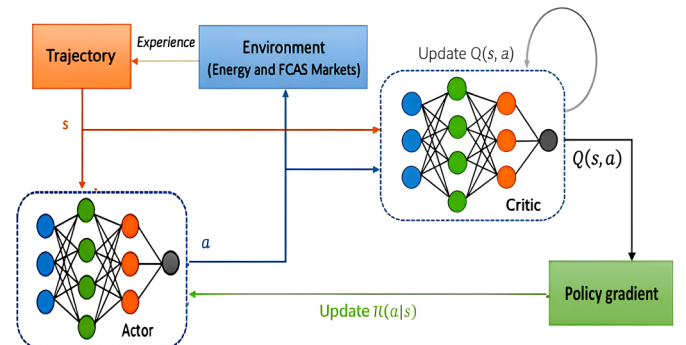 Trajectory
Experience
Environment
(Energy and FCAS Markets)
Update Q(s, a)
s
Q(s, a)
Critic
a
Actor
Update π(a|s)
Policy gradient